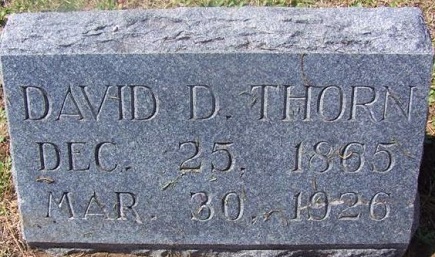 DAVID D. THORN
DEC. 25. 1865
MAR. 30. 1926